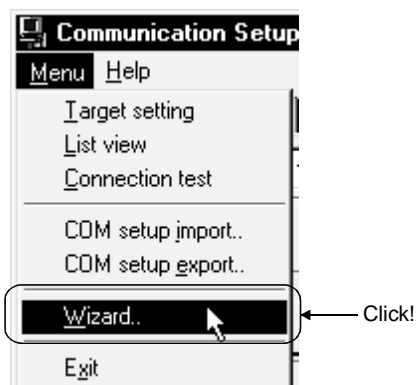 Communication Setup
Menu Help
Target setting
List view
Connection test
COM setup import..
COM setup export..
Wizard..
Click!
Exit